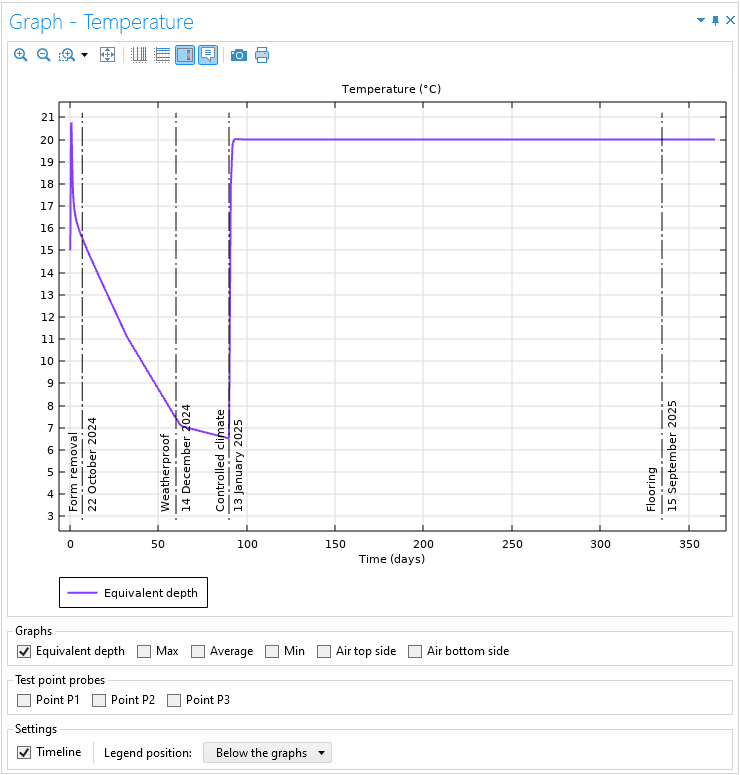 Graph - Temperature
Temperature (°C)
21
20
19
18
17
16
15
14
13
12
11
10
9
8
7
6
5
4
3
Form removal
22 October 2024
Weatherproof
14 December 2024
Controlled climate
13 January 2025
Flooring
15 September 2025
0 50 100 150 200 250 300 350
Time (days)
Equivalent depth
Graphs
Equivalent depth Max Average Min Air top side Air bottom side
Test point probes
Point P1 Point P2 Point P3
Settings
Timeline Legend position: Below the graphs